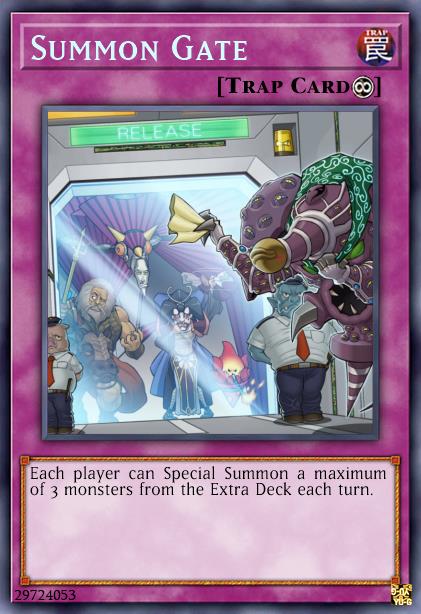 SUMMON GATE
TRAP
罠
[TRAP CARD]
RELEASE
Each player can Special Summon a maximum
of 3 monsters from the Extra Deck each turn.
29724053